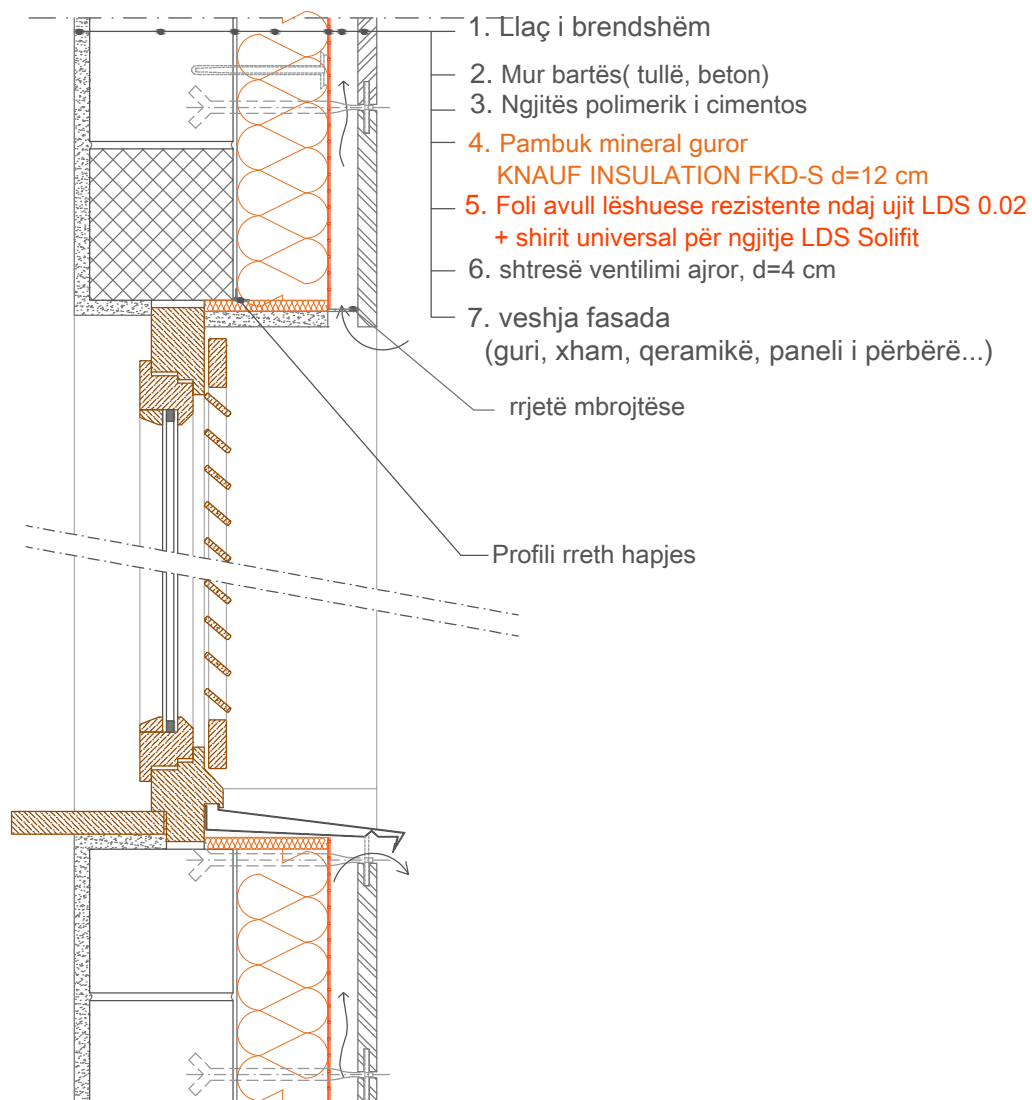 1. Llaç i brendshëm
2. Mur bartës( tullë, beton)
3. Ngjitës polimerik i cimentos
4. Pambuk mineral guror
KNAUF INSULATION FKD-S d=12 cm
5. Foli avull lëshuese rezistente ndaj ujit LDS 0.02
+ shirit universal për ngjitje LDS Solifit
6. shtresë ventilimi ajror, d=4 cm
7. veshja fasada
(guri, xham, qeramikë, paneli i përbërë...)
rrjetë mbrojtëse
Profili rreth hapjes